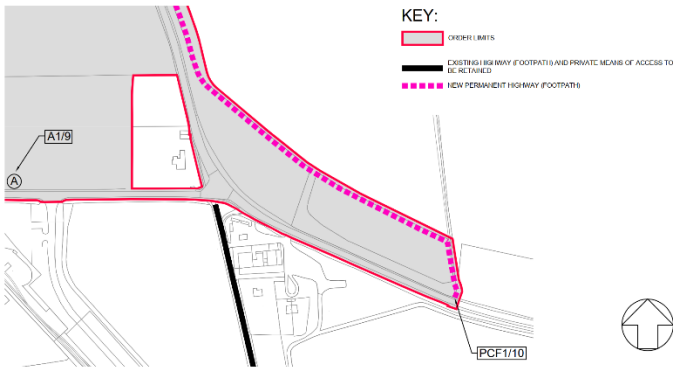 KEY:
ORDER LIMITS
EXISTING HIGHWAY (FOOTPATH) AND PRIVATE MEANS OF ACCESS TO
BE RETAINED
NEW PERMANENT HIGHWAY (FOOTPATH)
A1/9
A
PCF1/10